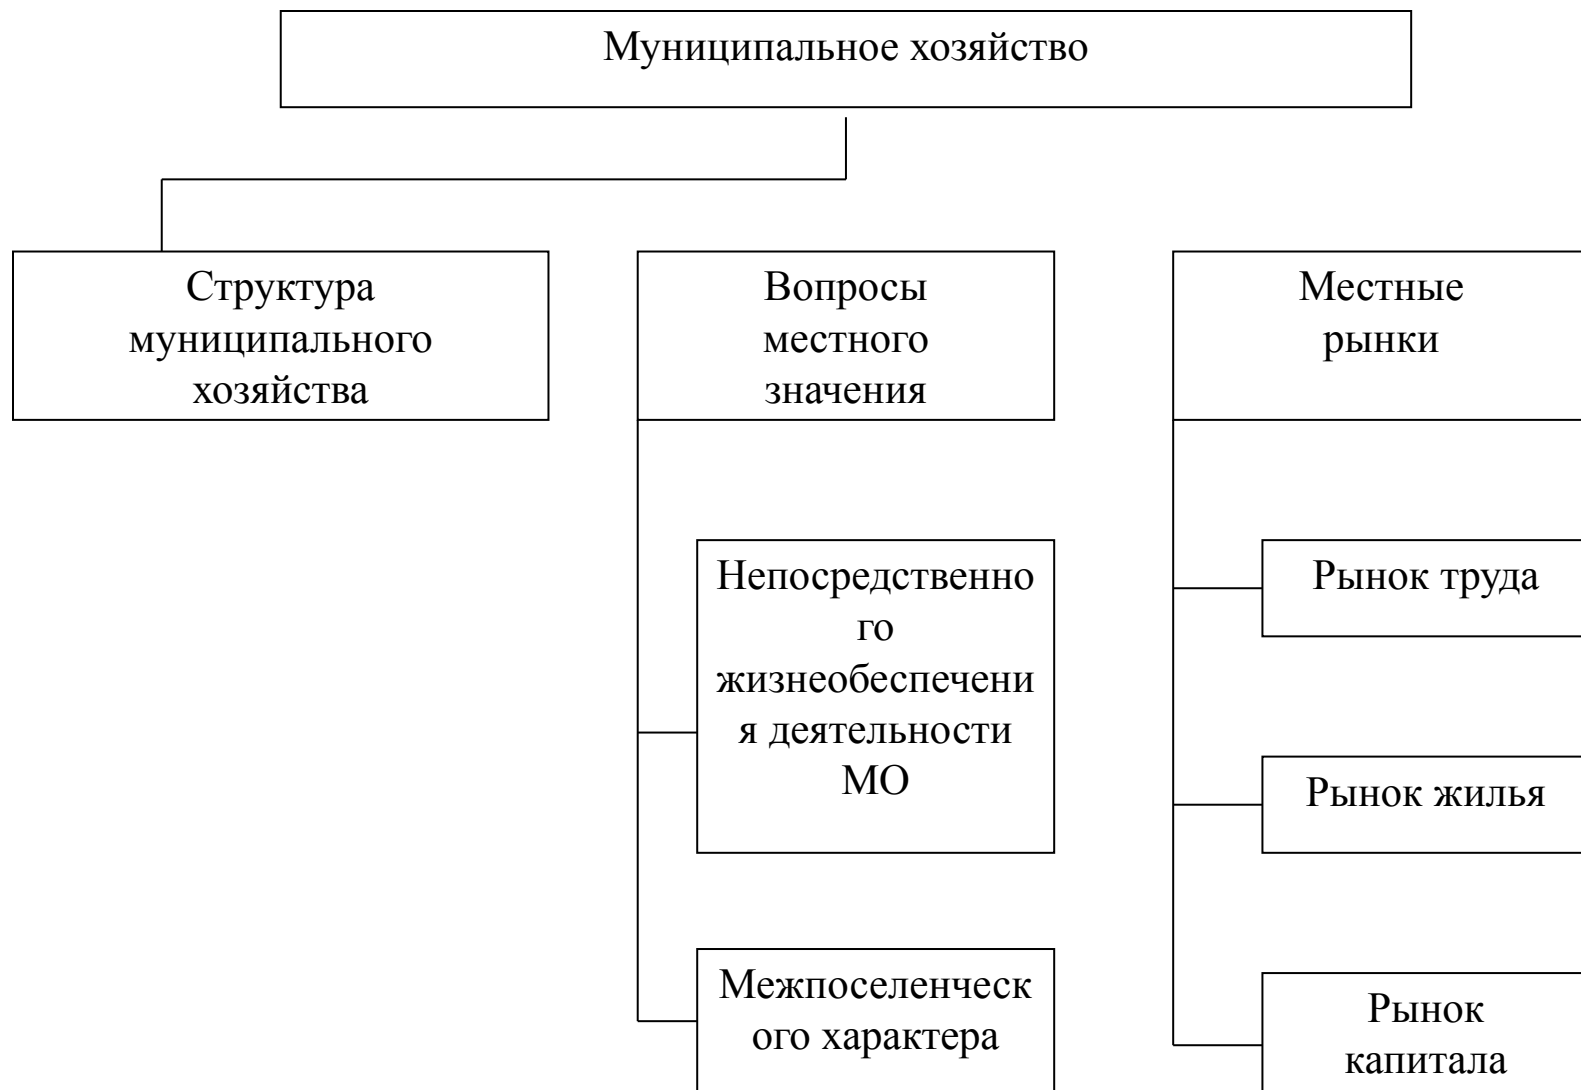 Муниципальное хозяйство
Структура
муниципального
хозяйства
Вопросы
местного
значения
Местные
рынки
Непосредственно
го
жизнеобеспечени
я деятельности
МО
Межпоселенческ
ого характера
Рынок труда
Рынок жилья
Рынок
капитала